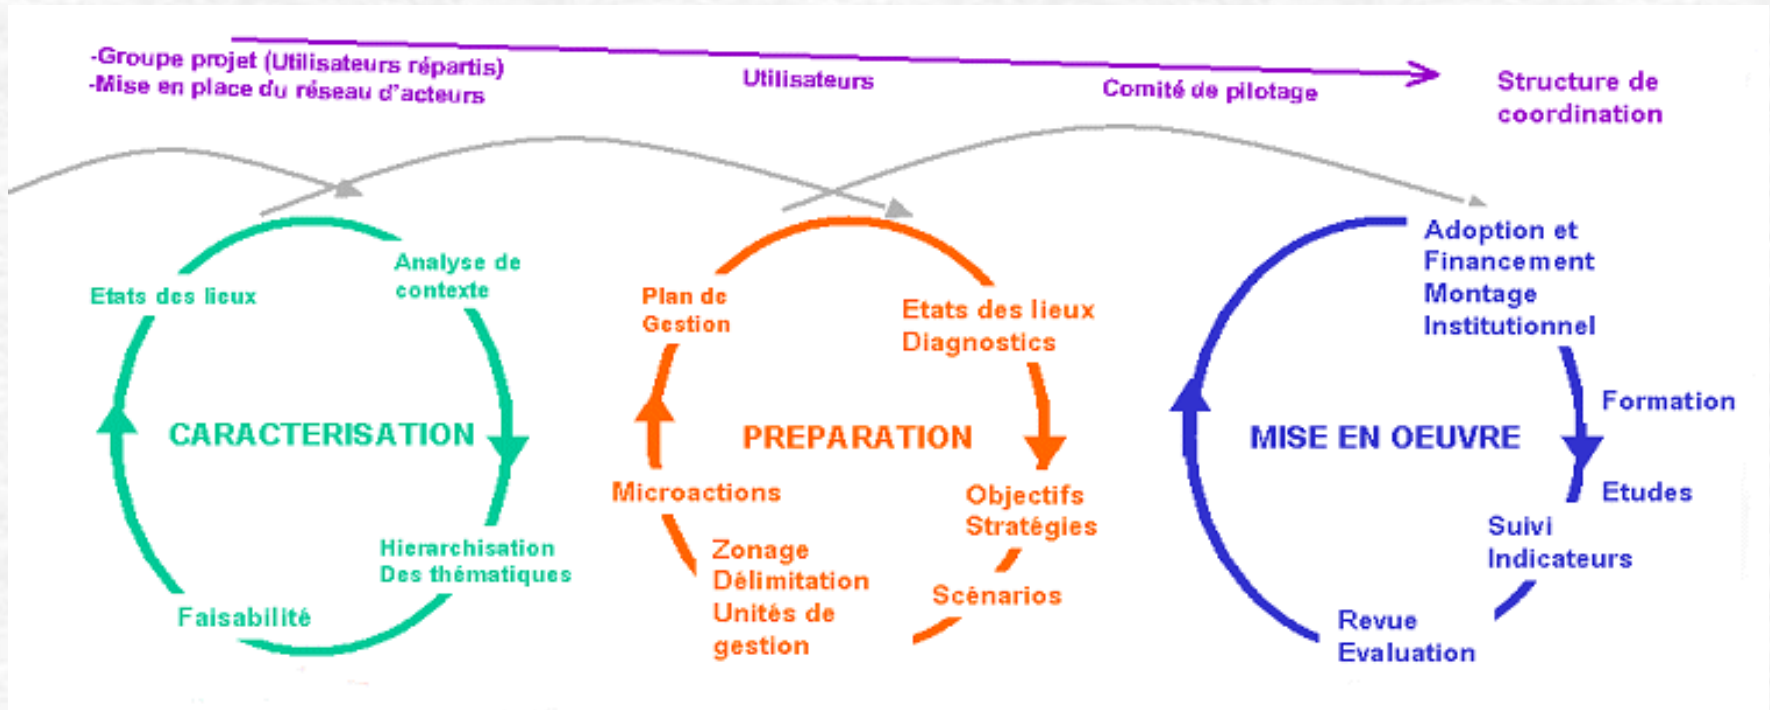 -Groupe projet (Utilisateurs répartis)
-Mise en place du réseau d'acteurs
Utilisateurs
Comité de pilotage
Structure de
coordination
Etats des lieux
Analyse de
contexte
CARACTERISATION
Hierarchisation
Des thématiques
Faisabilité
Plan de
Gestion
Etats des lieux
Diagnostics
PREPARATION
Microactions
Objectifs
Stratégies
Zonage
Délimitation
Unités de
gestion
Scénarios
Adoption et
Financement
Montage
Institutionnel
Formation
MISE EN OEUVRE
Etudes
Suivi
Indicateurs
Revue
Evaluation